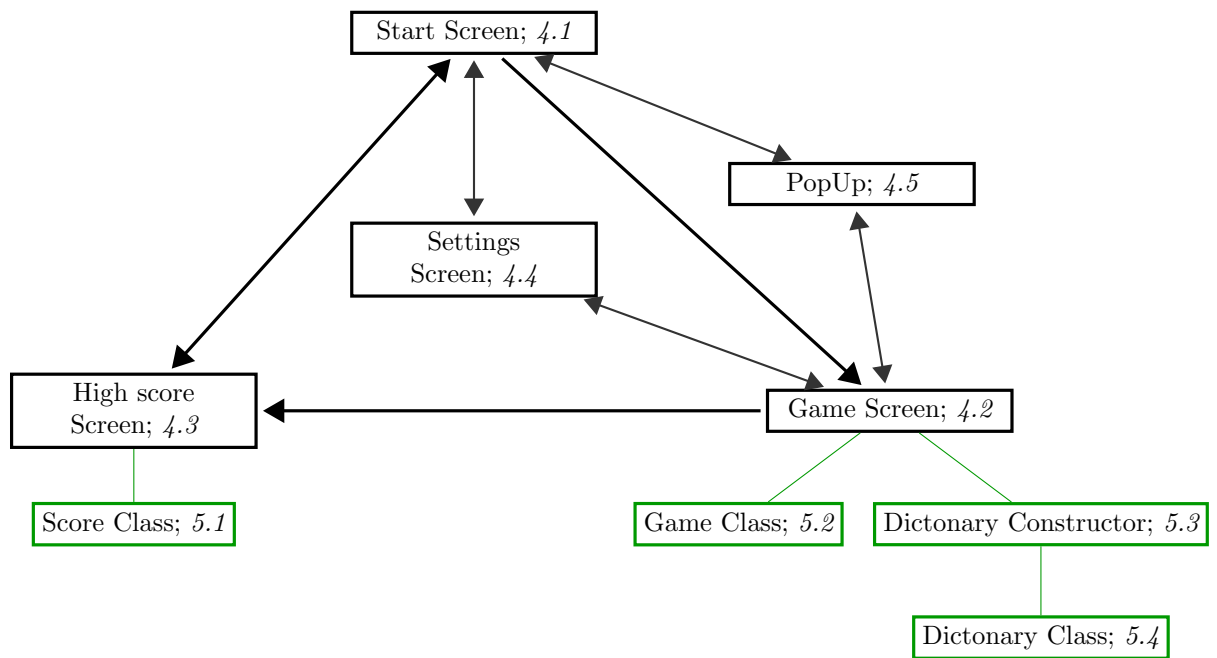 Start Screen; 4.1
PopUp; 4.5
Settings
Screen; 4.4
High score
Screen; 4.3
Game Screen; 4.2
Score Class; 5.1
Game Class; 5.2
Dictonary Constructor; 5.3
Dictonary Class; 5.4